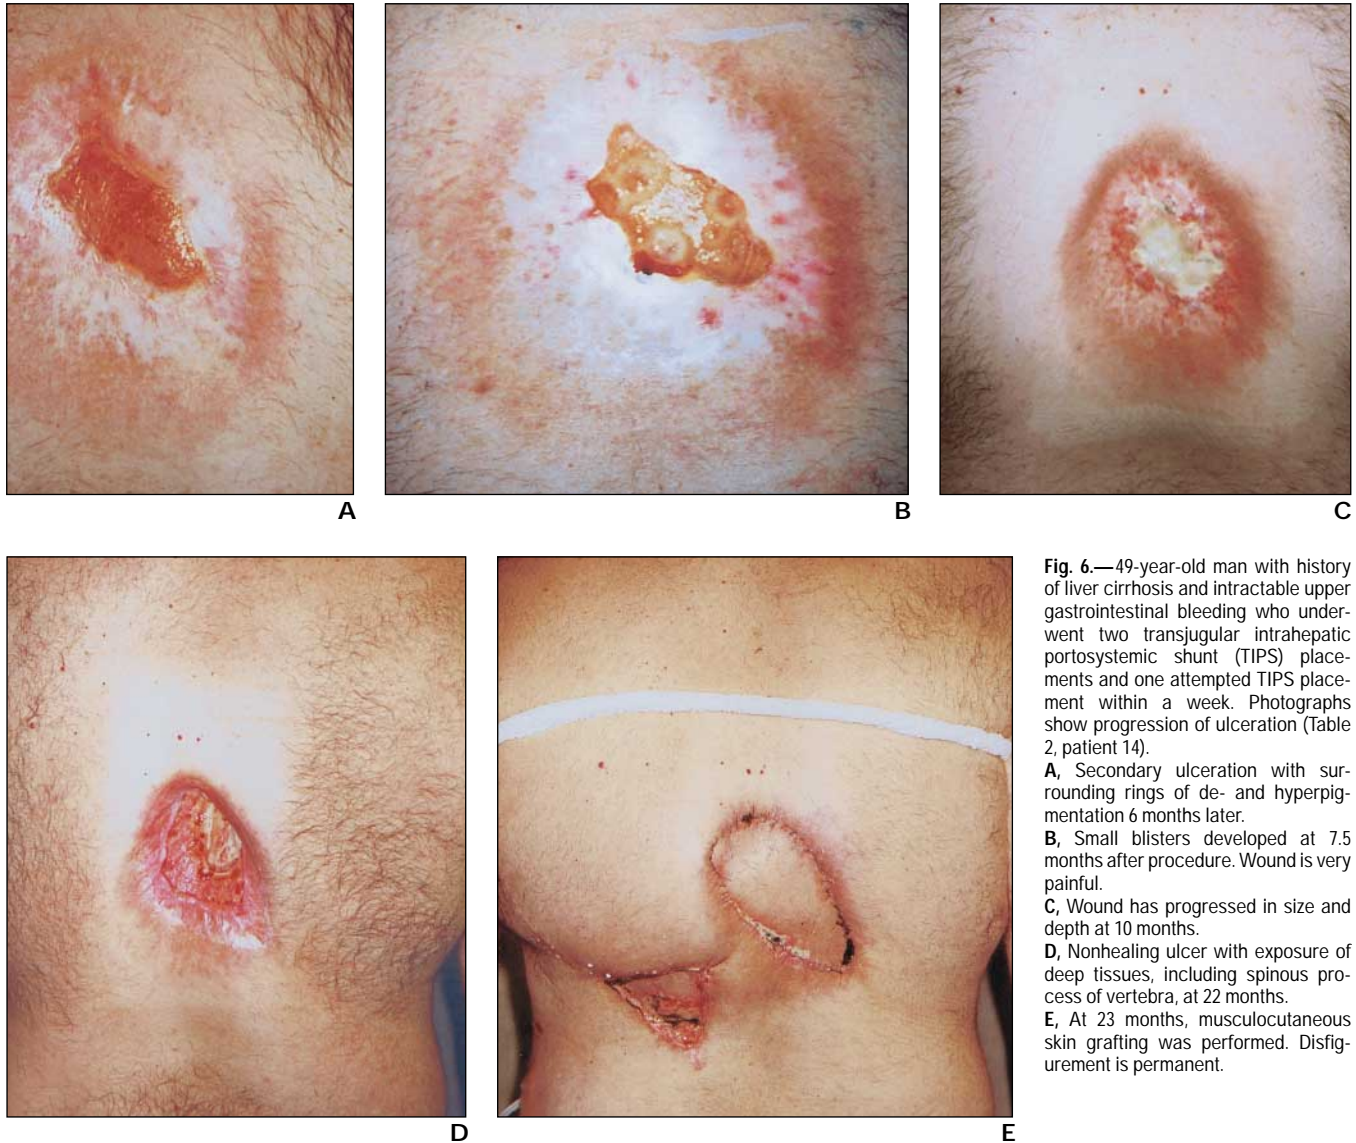 A
B
C
D
E
Fig. 6.—49-year-old man with history
of liver cirrhosis and intractable upper
gastrointestinal bleeding who under-
went two transjugular intrahepatic
portosystemic shunt (TIPS) place-
ments and one attempted TIPS place-
ment within a week. Photographs
show progression of ulceration (Table
2, patient 14).
A, Secondary ulceration with sur-
rounding rings of de- and hyperpig-
mentation 6 months later.
B, Small blisters developed at 7.5
months after procedure. Wound is very
painful.
C, Wound has progressed in size and
depth at 10 months.
D, Nonhealing ulcer with exposure of
deep tissues, including spinous pro-
cess of vertebra, at 22 months.
E, At 23 months, musculocutaneous
skin grafting was performed. Disfig-
urement is permanent.